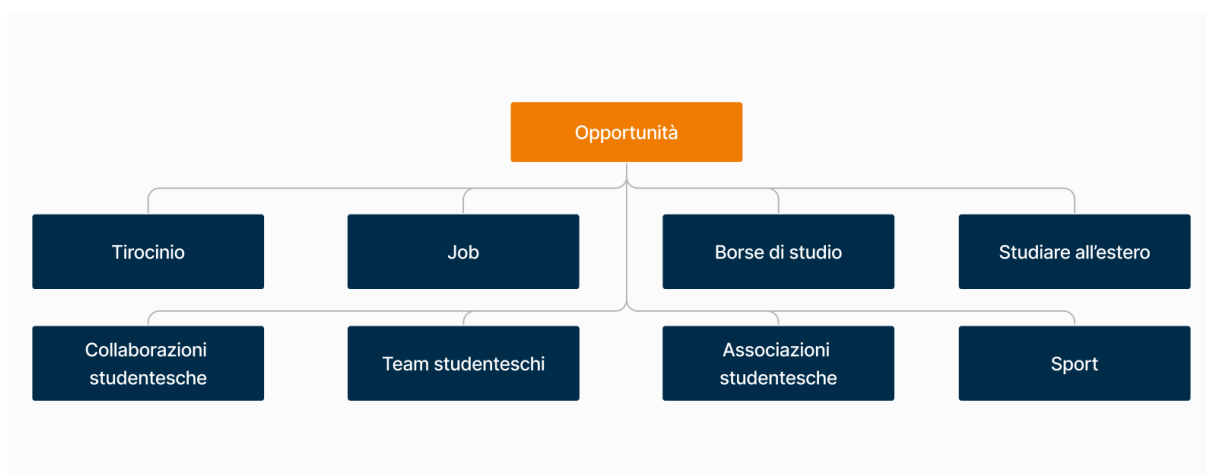 Opportunità
Tirocinio
Job
Borse di studio
Studiare all’estero
Collaborazioni
studentesche
Team studenteschi
Associazioni
studentesche
Sport